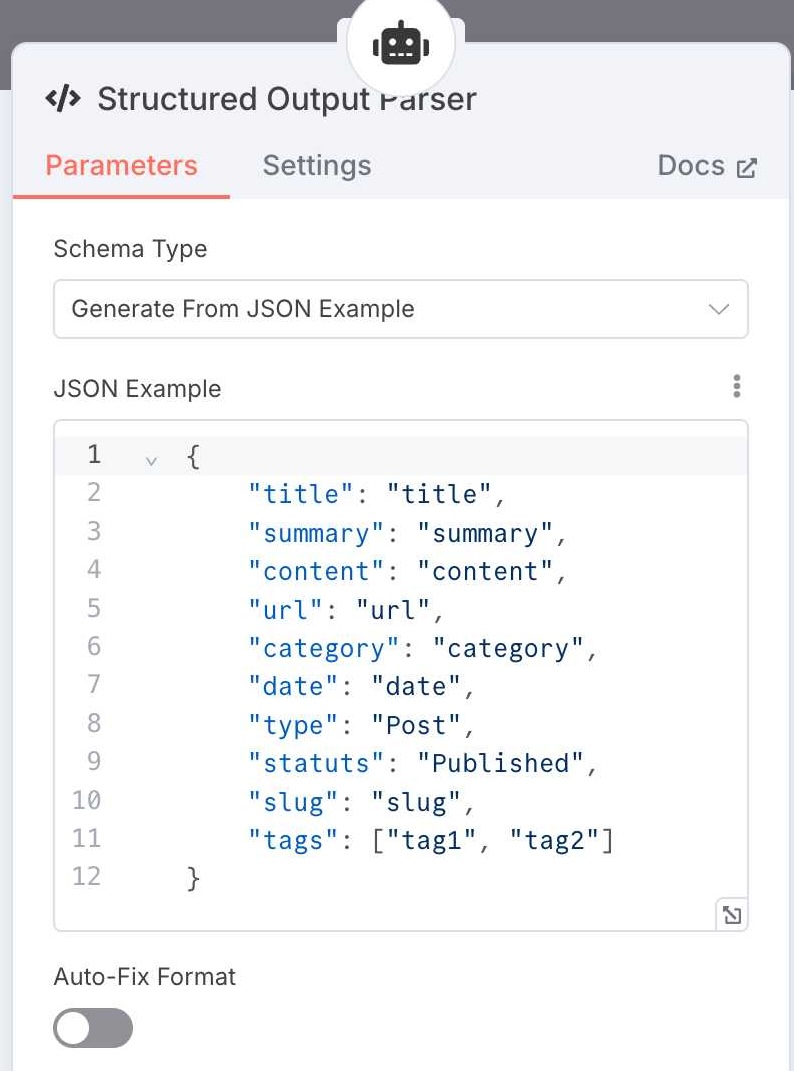 Structured Output Parser
Parameters Settings Docs
Schema Type
Generate From JSON Example
JSON Example
1 {
2 "title": "title",
3 "summary": "summary",
4 "content": "content",
5 "url": "url",
6 "category": "category",
7 "date": "date",
8 "type": "Post",
9 "statuts": "Published",
10 "slug": "slug",
11 "tags": ["tag1", "tag2"]
12 }
Auto-Fix Format